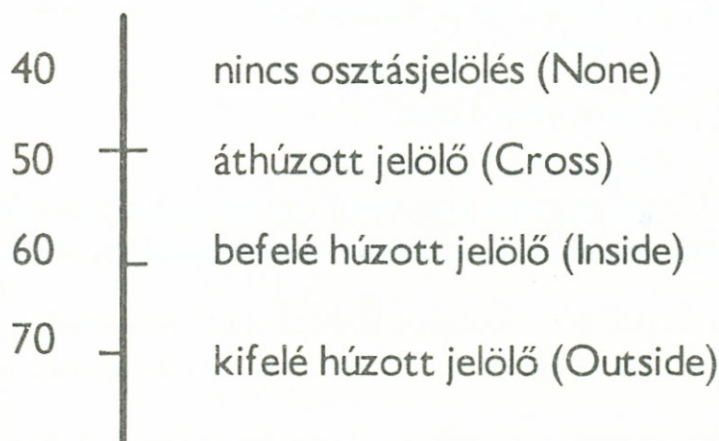 40 nincs osztásjelölés (None)
50 áthúzott jelölő (Cross)
60 befelé húzott jelölő (Inside)
70 kifelé húzott jelölő (Outside)